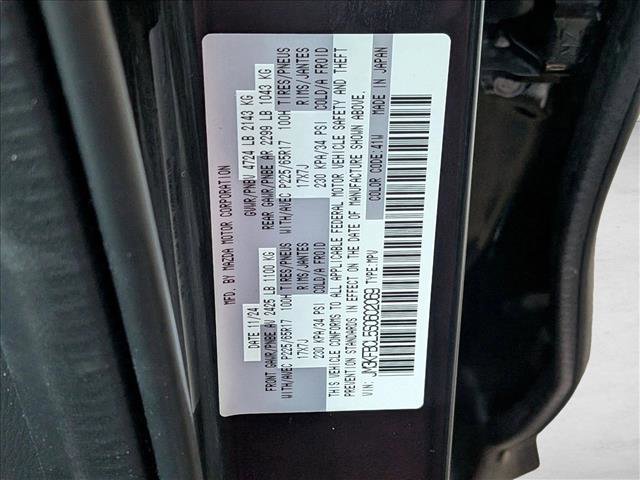 MFD BY MAZDA MOTOR CORPORATION
DATE 11/24 GVWR/PNBV 4724 LB 2143 KG
FRONT GAWR/PNBE AV 2425 LB 1100 KG REAR GAWR/PNBE AR 2299 LB 1043 KG
WITH/AVEC P225/65R17 100H TIRES/PNEUS WITH/AVEC P225/65R17 100H TIRES/PNEUS
17X7J RIMS/JANTES 17X7J RIMS/JANTES
230 KPA/34 PSI COLD/A FROID 230 KPA/34 PSI COLD/A FROID
THIS VEHICLE CONFORMS TO ALL APPLICABLE FEDERAL MOTOR VEHICLE SAFETY AND THEFT
PREVENTION STANDARDS IN EFFECT ON THE DATE OF MANUFACTURE SHOWN ABOVE.
VIN: TYPE:MPV COLOR CODE:41W MADE IN JAPAN